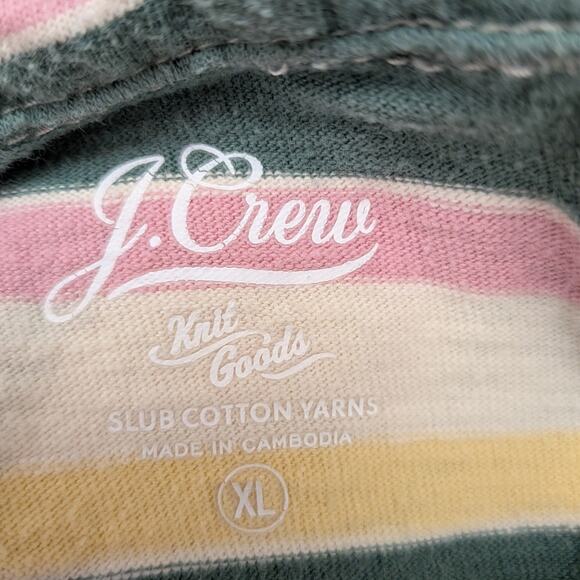 J.Crew
Knit
Goods
SLUB COTTON YARNS
MADE IN CAMBODIA
XL